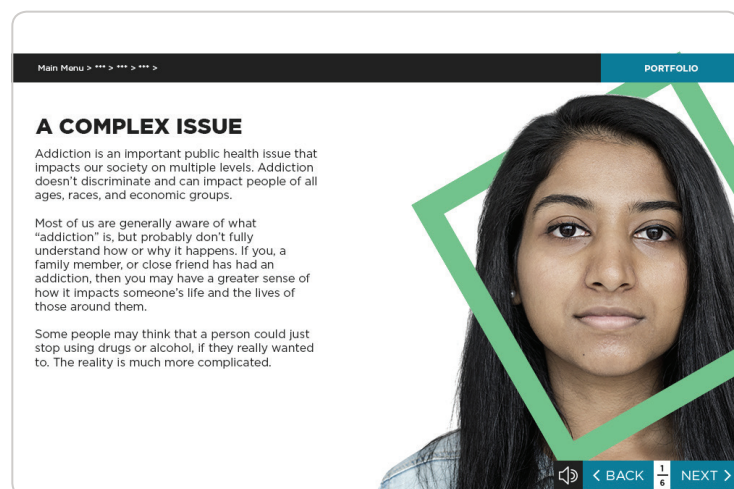 Main Menu > *** > *** > *** >
PORTFOLIO
A COMPLEX ISSUE
Addiction is an important public health issue that
impacts our society on multiple levels. Addiction
doesn’t discriminate and can impact people of all
ages, races, and economic groups.
Most of us are generally aware of what
“addiction” is, but probably don’t fully
understand how or why it happens. If you, a
family member, or close friend has had an
addiction, then you may have a greater sense of
how it impacts someone’s life and the lives of
those around them.
Some people may think that a person could just
stop using drugs or alcohol, if they really wanted
to. The reality is much more complicated.
< BACK
1
6
NEXT >